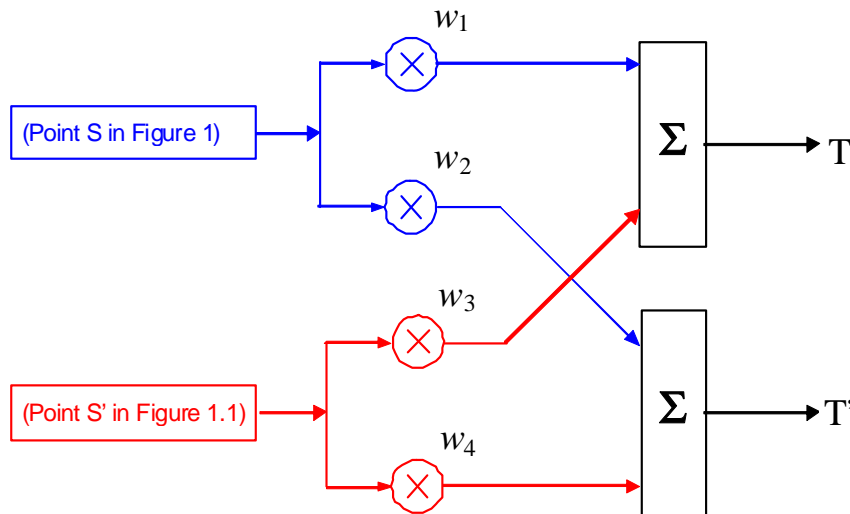 w1
(Point S in Figure 1)
Σ
T
w2
w3
(Point S' in Figure 1.1)
Σ
T'
w4